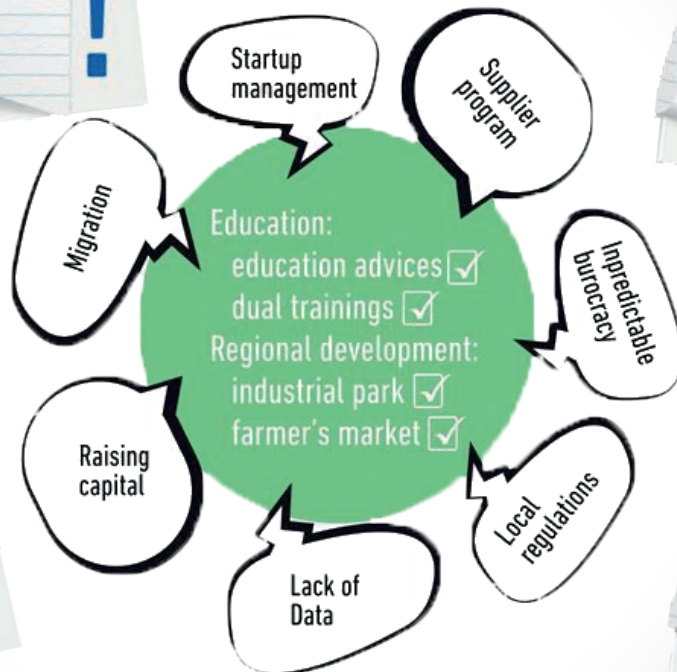 !
Startup
management
Supplier
program
Migration
Education:
education advices ☑
dual trainings ☑
Regional development:
industrial park ☑
farmer's market ☑
Inpredictable
burocracy
Raising
capital
Local
regulations
Lack of
Data